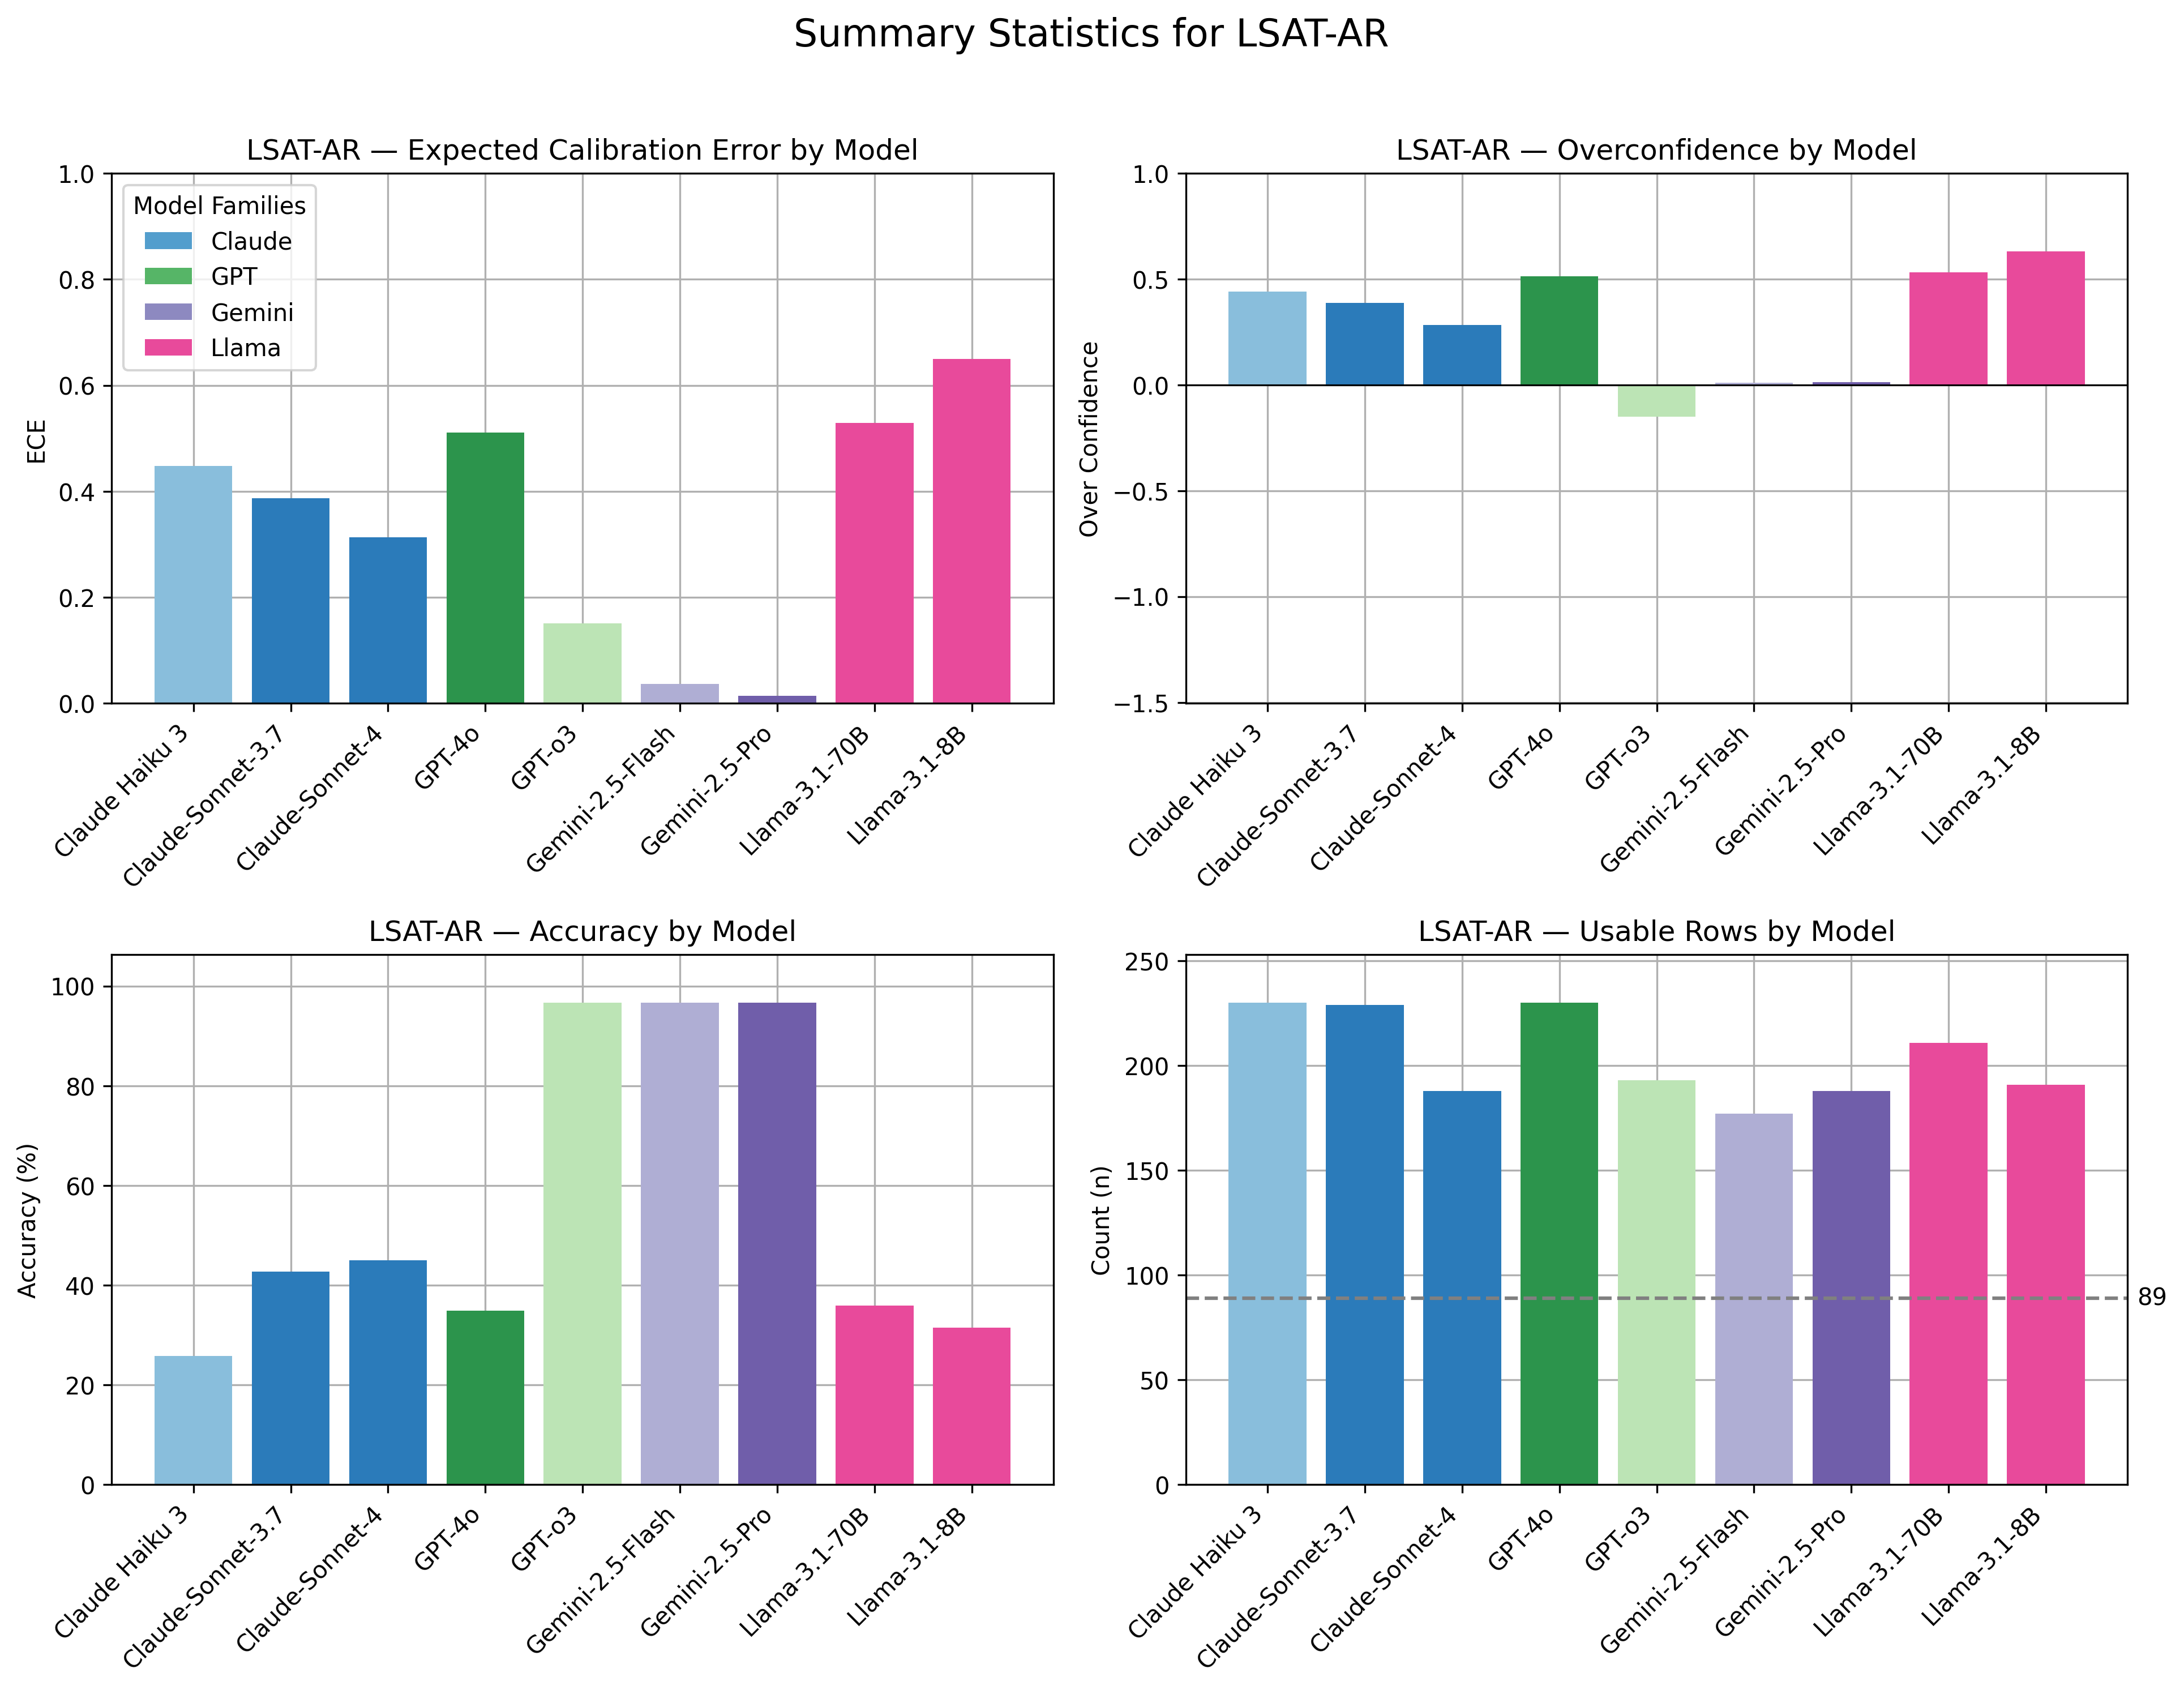 Summary Statistics for LSAT-AR
LSAT-AR — Expected Calibration Error by Model
1.0
0.8
0.6
0.4
0.2
0.0
ECE
Model Families
Claude
GPT
Gemini
Llama
Claude Haiku 3
Claude-Sonnet-3.7
Claude-Sonnet-4
GPT-4o
GPT-o3
Gemini-2.5-Flash
Gemini-2.5-Pro
Llama-3.1-70B
Llama-3.1-8B
LSAT-AR — Overconfidence by Model
1.0
0.5
0.0
−0.5
−1.0
−1.5
Over Confidence
Claude Haiku 3
Claude-Sonnet-3.7
Claude-Sonnet-4
GPT-4o
GPT-o3
Gemini-2.5-Flash
Gemini-2.5-Pro
Llama-3.1-70B
Llama-3.1-8B
LSAT-AR — Accuracy by Model
100
80
60
40
20
0
Accuracy (%)
Claude Haiku 3
Claude-Sonnet-3.7
Claude-Sonnet-4
GPT-4o
GPT-o3
Gemini-2.5-Flash
Gemini-2.5-Pro
Llama-3.1-70B
Llama-3.1-8B
LSAT-AR — Usable Rows by Model
250
200
150
100
50
0
Count (n)
89
Claude Haiku 3
Claude-Sonnet-3.7
Claude-Sonnet-4
GPT-4o
GPT-o3
Gemini-2.5-Flash
Gemini-2.5-Pro
Llama-3.1-70B
Llama-3.1-8B